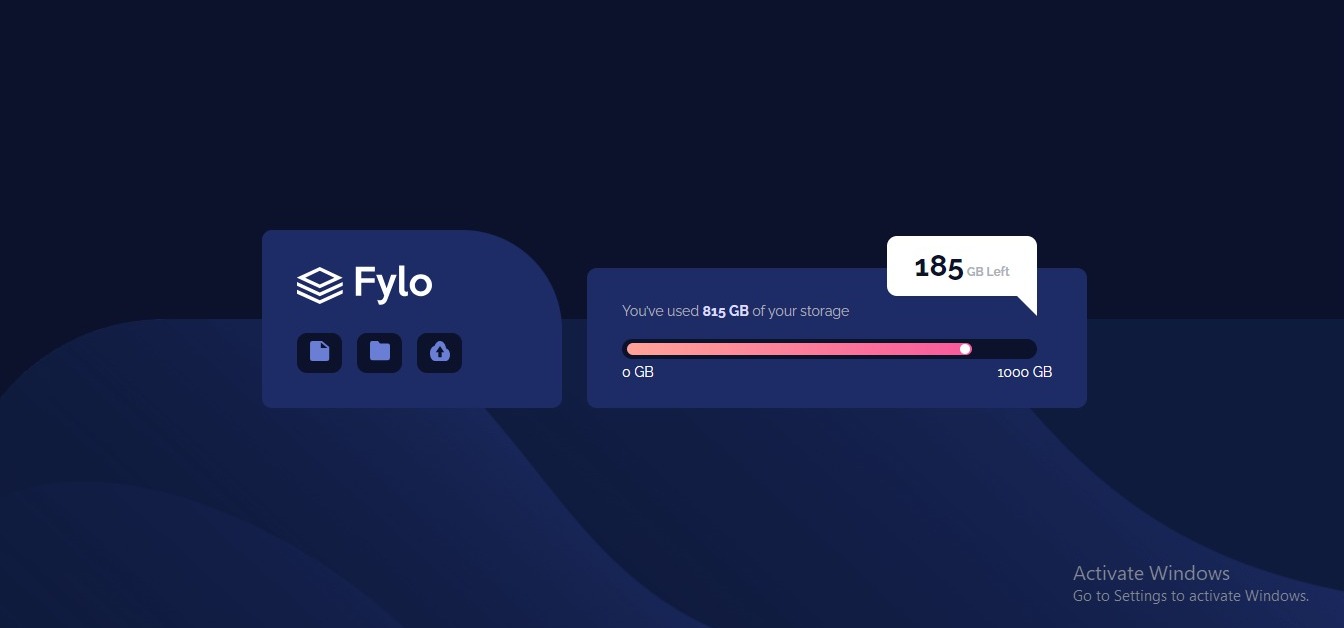 Fylo
185 GB Left
You've used 815 GB of your storage
0 GB
1000 GB
Activate Windows
Go to Settings to activate Windows.